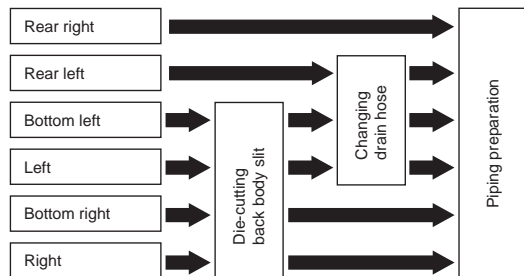 Rear right
Rear left
Bottom left
Left
Bottom right
Right
Die-cutting
back body slit
Changing
drain hose
Piping preparation